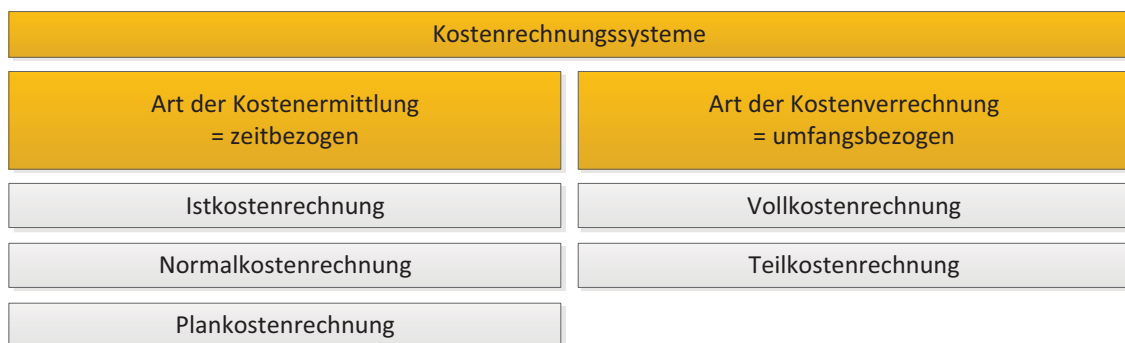 Kostenrechnungssysteme
Art der Kostenermittlung
= zeitbezogen
Art der Kostenverrechnung
= umfangsbezogen
Istkostenrechnung
Vollkostenrechnung
Normalkostenrechnung
Teilkostenrechnung
Plankostenrechnung